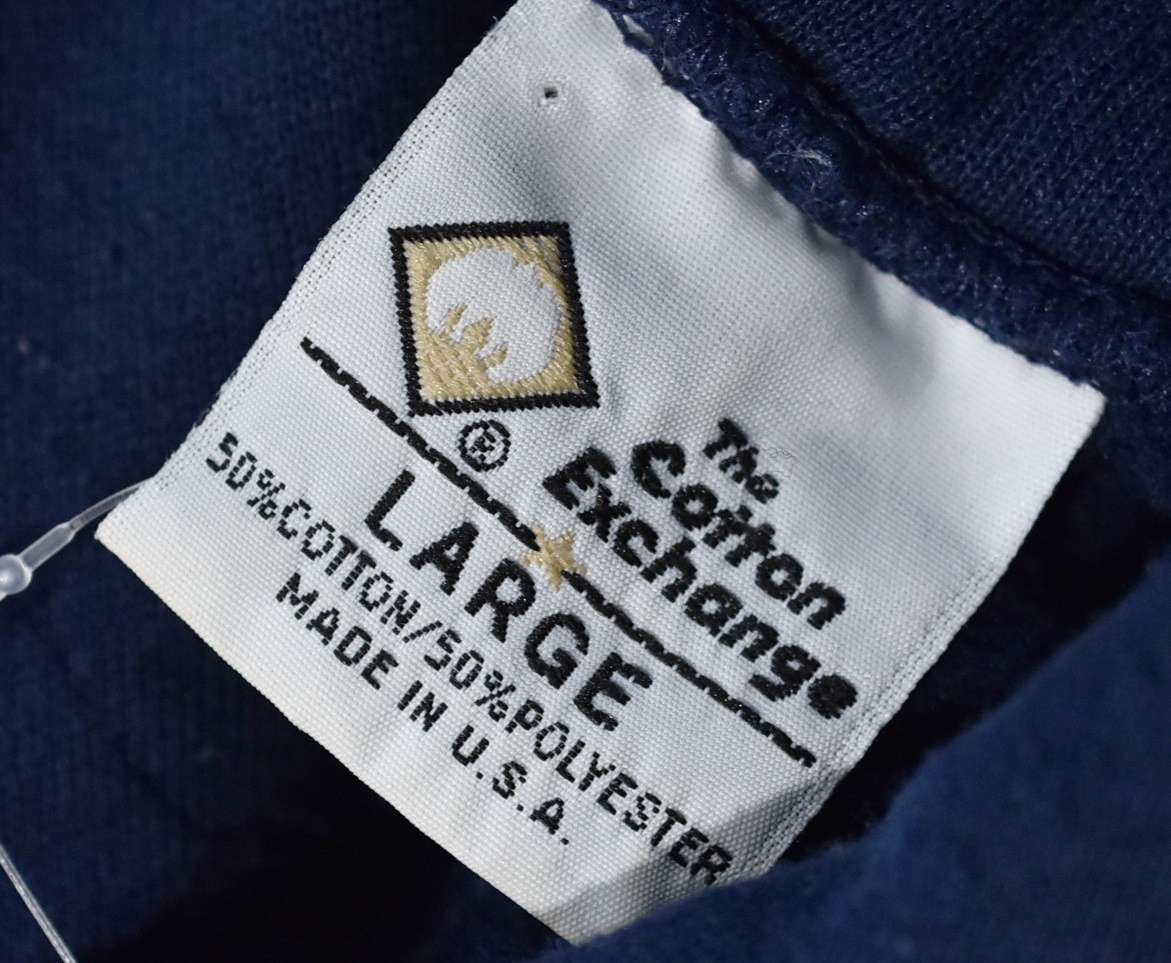 The
Cotton
Exchange
®
LARGE
50%COTTON/50%POLYESTER
MADE IN U.S.A.